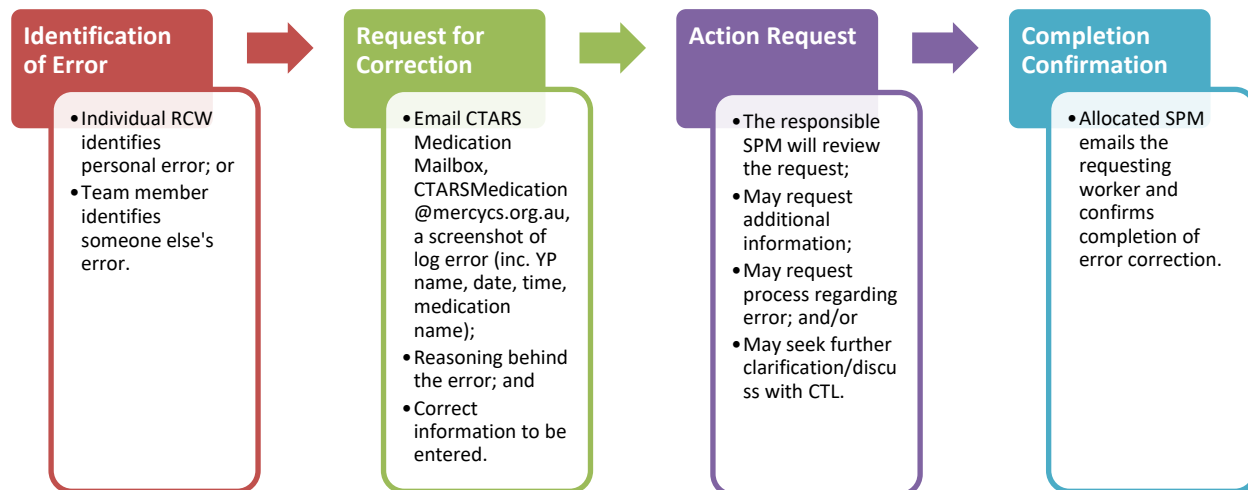 Identification
of Error
•Individual RCW
identifies
personal error; or
•Team member
identifies
someone else's
error.
Request for
Correction
•Email CTARS
Medication
Mailbox,
CTARSMedication
@mercycs.org.au,
a screenshot of
log error (inc. YP
name, date, time,
medication
name);
•Reasoning behind
the error; and
•Correct
information to be
entered.
Action Request
•The responsible
SPM will review
the request;
•May request
additional
information;
•May request
process regarding
error; and/or
•May seek further
clarification/discu
ss with CTL.
Completion
Confirmation
•Allocated SPM
emails the
requesting
worker and
confirms
completion of
error correction.